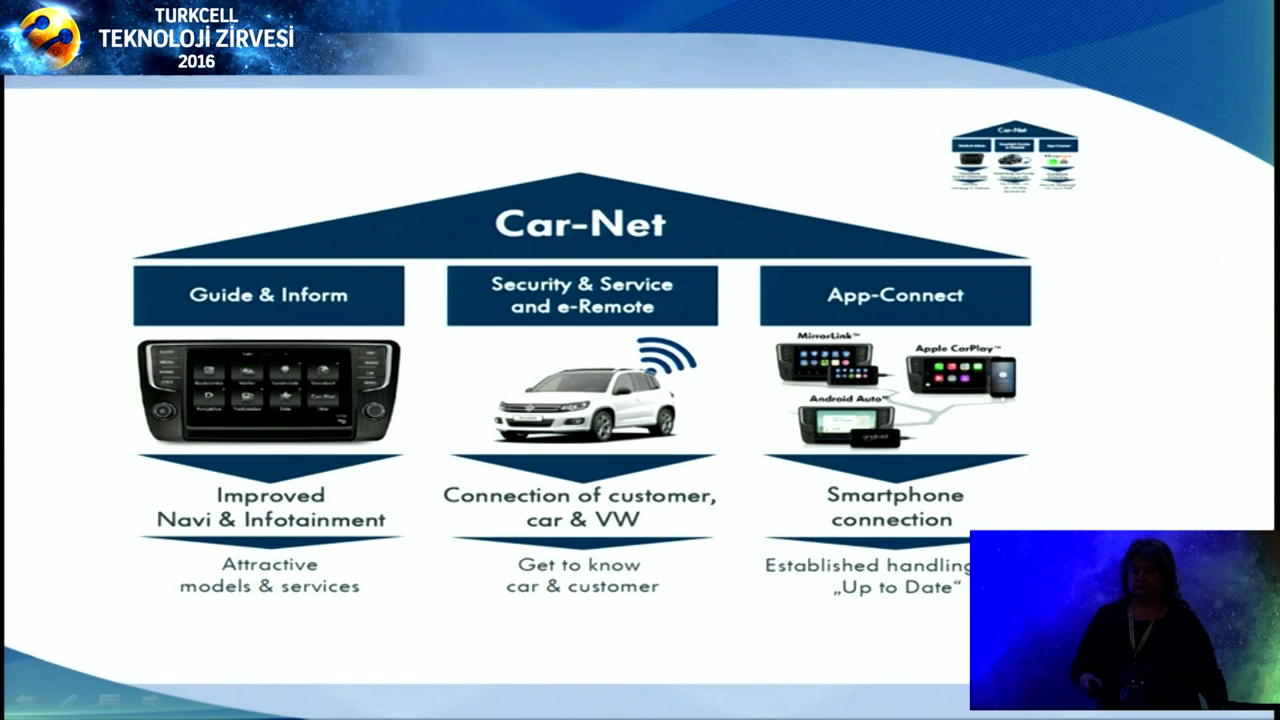 TURKCELL
TEKNOLOJİ ZİRVESİ
2016
Car-Net
Car-Net
Guide & Inform
Security & Service
and e-Remote
App-Connect
MirrorLink™
Apple CarPlay™
Android Auto™
Improved
Navi & Infotainment
Connection of customer,
car & VW
Smartphone
connection
Attractive
models & services
Get to know
car & customer
Established handling
„Up to Date“